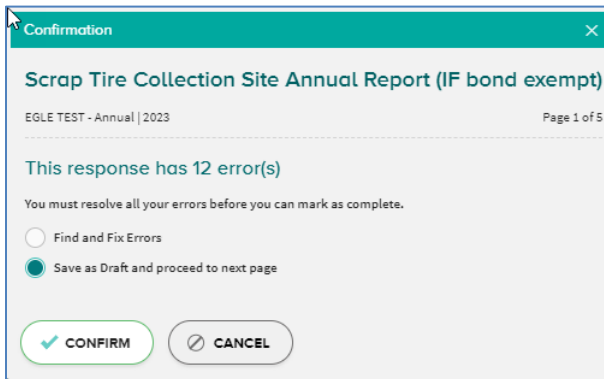 Confirmation
Scrap Tire Collection Site Annual Report (IF bond exempt)
EGLE TEST - Annual | 2023
Page 1 of 5
This response has 12 error(s)
You must resolve all your errors before you can mark as complete.
Find and Fix Errors
Save as Draft and proceed to next page
CONFIRM
CANCEL